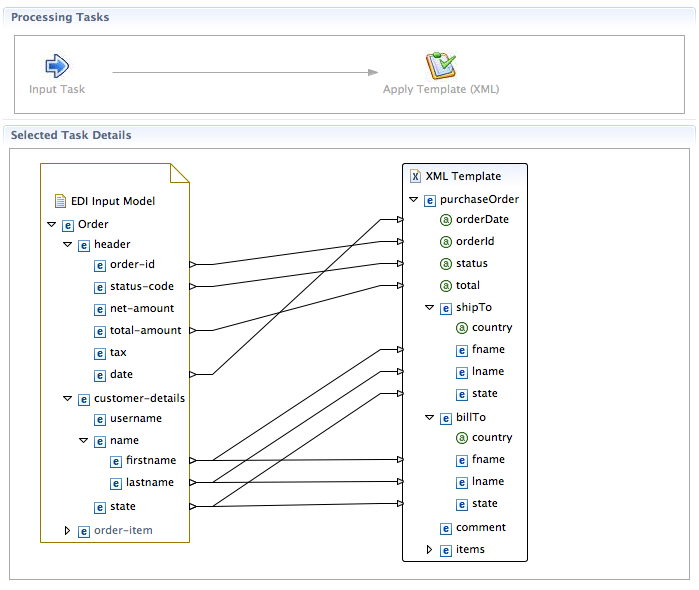 Processing Tasks
Input Task
Apply Template (XML)
Selected Task Details
EDI Input Model
e Order
e header
e order-id
e status-code
e net-amount
e total-amount
e tax
e date
e customer-details
e username
e name
e firstname
e lastname
e state
e order-item
X XML Template
e purchaseOrder
a orderDate
a orderId
a status
a total
e shipTo
a country
e fname
e lname
e state
e billTo
a country
e fname
e lname
e state
e comment
e items